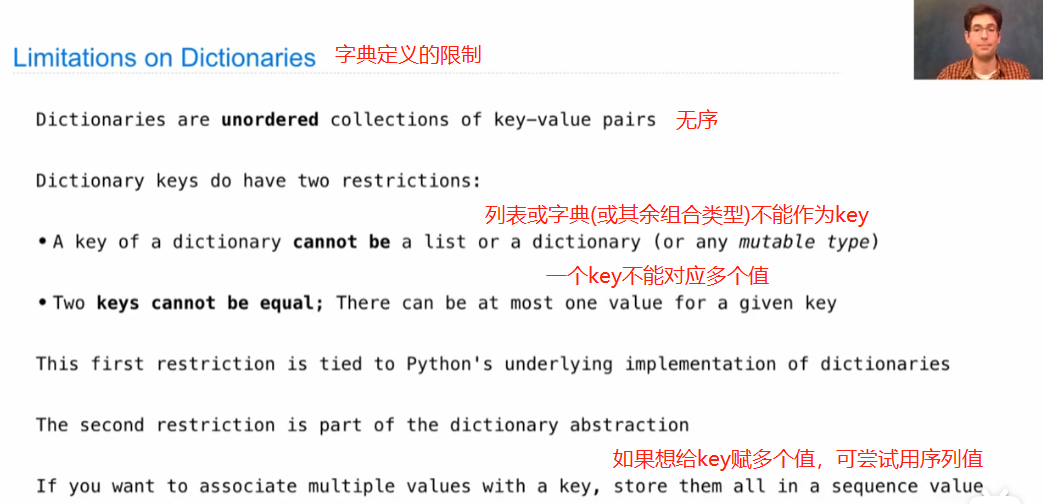 Limitations on Dictionaries 字典定义的限制
Dictionaries are unordered collections of key-value pairs 无序
Dictionary keys do have two restrictions:
列表或字典(或其余组合类型)不能作为key
• A key of a dictionary cannot be a list or a dictionary (or any mutable type)
一个key不能对应多个值
• Two keys cannot be equal; There can be at most one value for a given key
This first restriction is tied to Python's underlying implementation of dictionaries
The second restriction is part of the dictionary abstraction
如果想给key赋多个值，可尝试用序列值
If you want to associate multiple values with a key, store them all in a sequence value